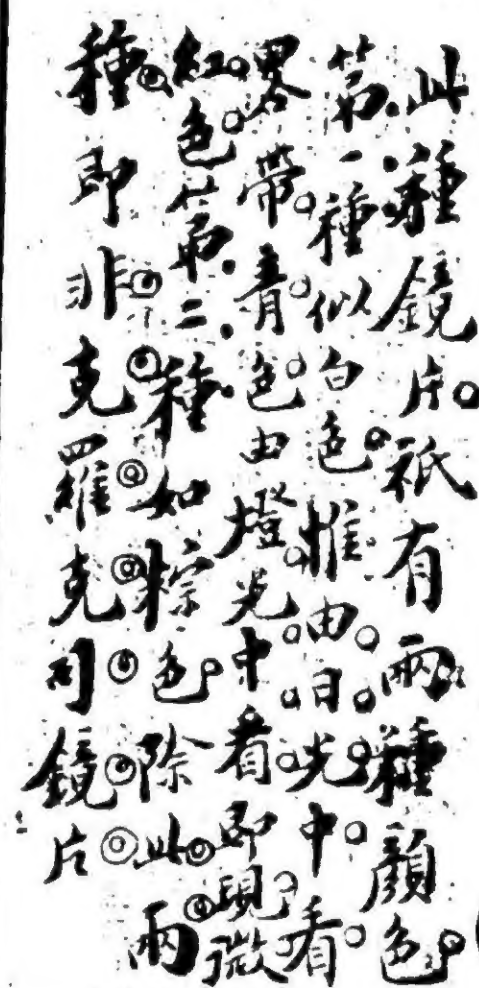 此種鏡片。祇有兩種顏色。
第一種似白色。惟由日光中看。
畧帶青色。由燈光中看。即現微
紅色。第二種如棕色。除此兩
種即非克羅克司鏡片